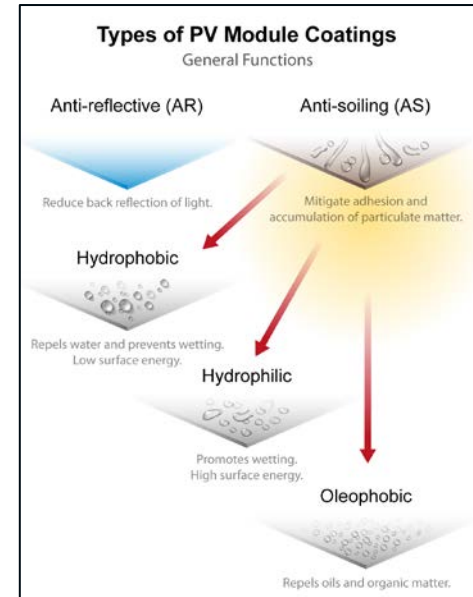 Types of PV Module Coatings
General Functions
Anti-reflective (AR)
Anti-soiling (AS)
Reduce back reflection of light.
Mitigate adhesion and
accumulation of particulate matter.
Hydrophobic
Repels water and prevents wetting.
Low surface energy.
Hydrophilic
Promotes wetting.
High surface energy.
Oleophobic
Repels oils and organic matter.